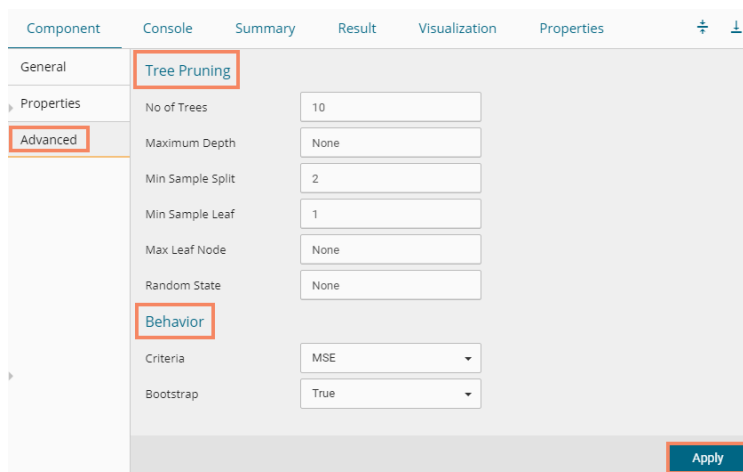 Component Console Summary Result Visualization Properties
General
Properties
Advanced
Tree Pruning
No of Trees 10
Maximum Depth None
Min Sample Split 2
Min Sample Leaf 1
Max Leaf Node None
Random State None
Behavior
Criteria MSE
Bootstrap True
Apply